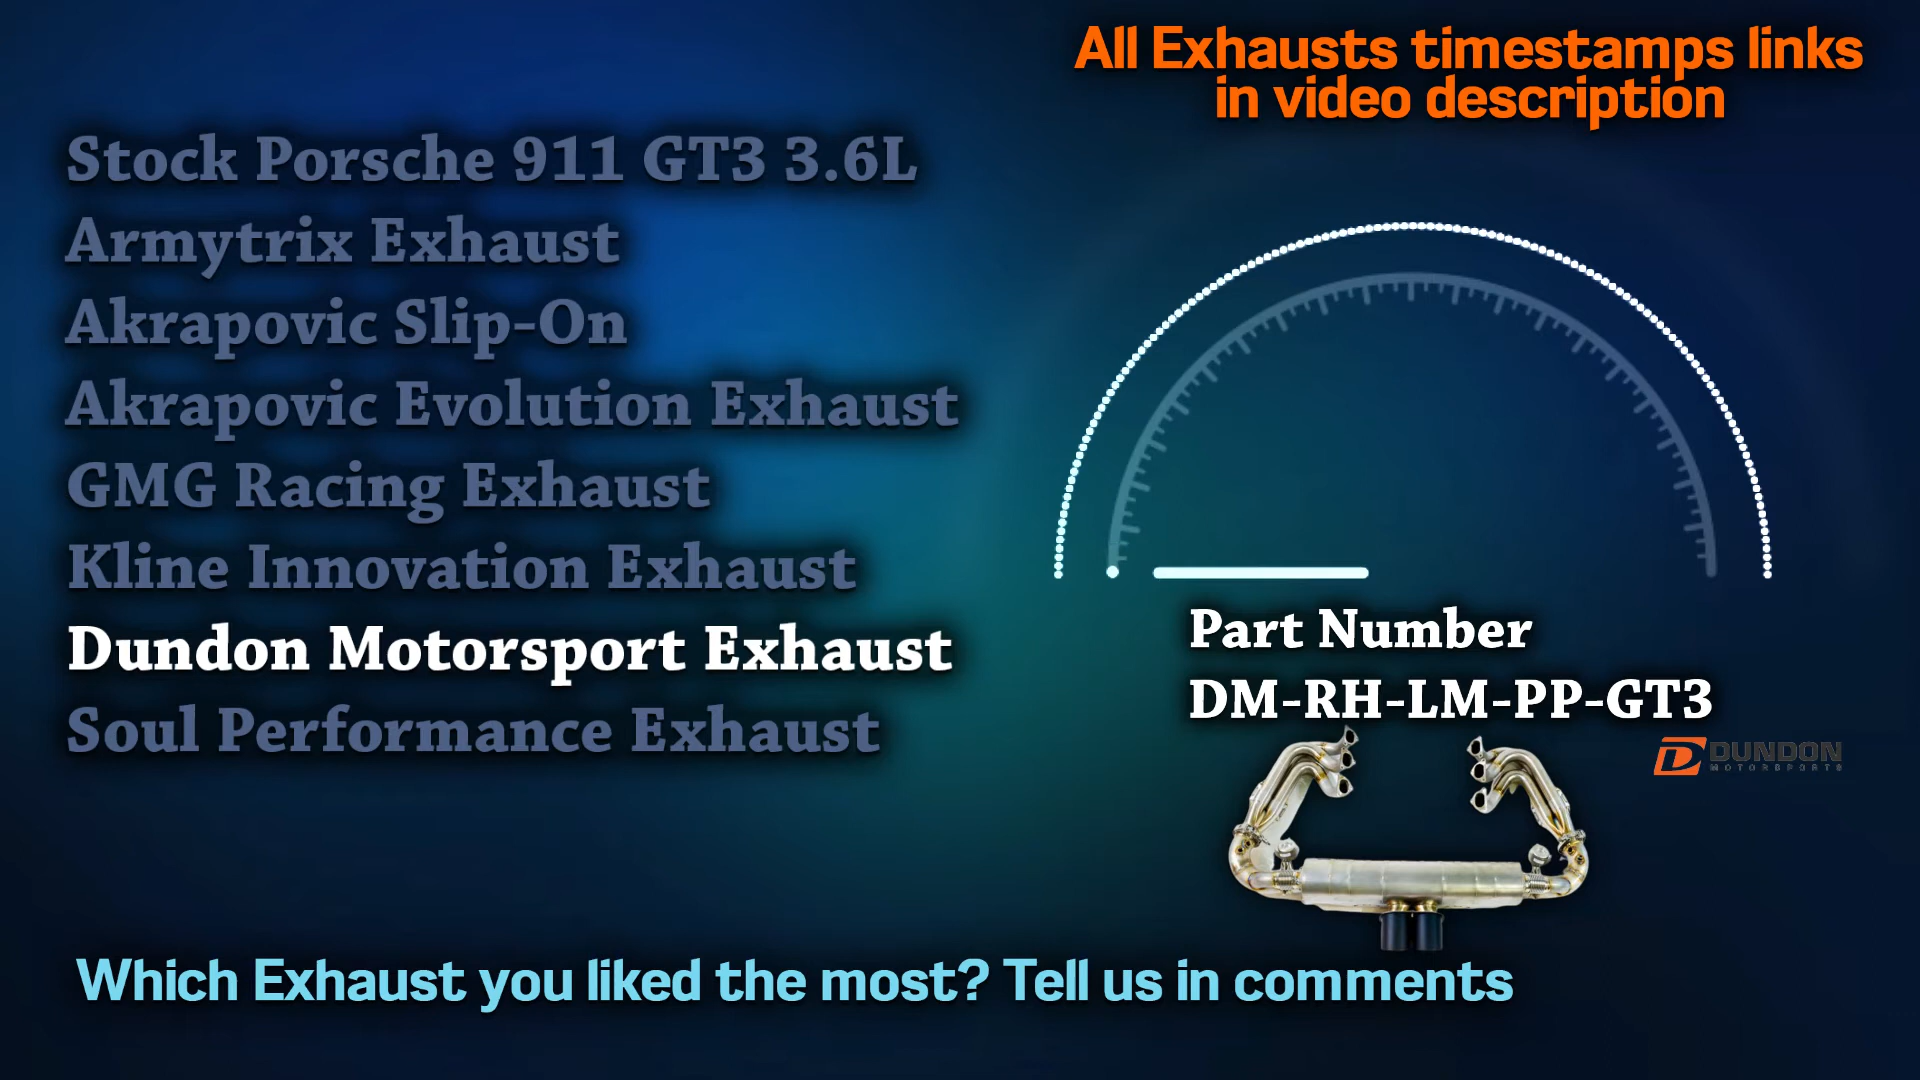 All Exhausts timestamps links
in video description
Stock Porsche 911 GT3 3.6L
Armytrix Exhaust
Akrapovic Slip-On
Akrapovic Evolution Exhaust
GMG Racing Exhaust
Kline Innovation Exhaust
Dundon Motorsport Exhaust
Soul Performance Exhaust
Part Number
DM-RH-LM-PP-GT3
DUNDON
MOTORSPORTS
Which Exhaust you liked the most? Tell us in comments